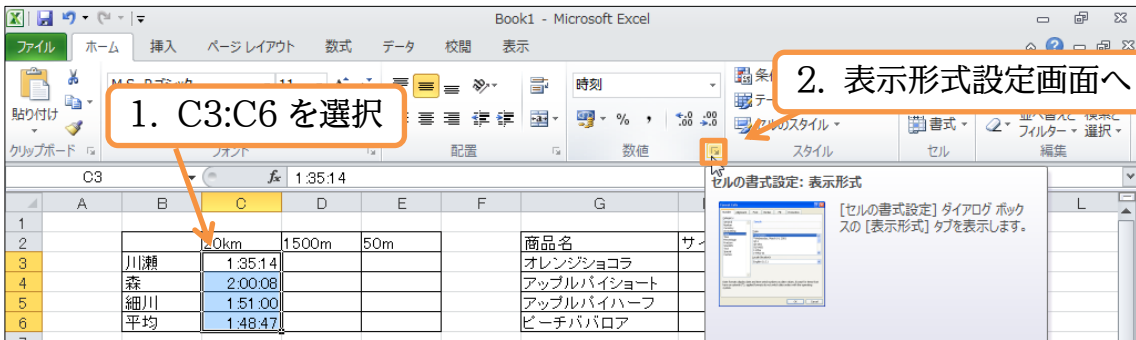 Book1 - Microsoft Excel
ファイル ホーム 挿入 ページ レイアウト 数式 データ 校閲 表示
1. C3:C6 を選択
2. 表示形式設定画面へ
貼り付け
時刻
% ,
セルのスタイル
書式
フィルター 選択
クリップボード フォント 配置 数値 スタイル セル 編集
C3 fx 1:35:14
セルの書式設定: 表示形式
[セルの書式設定] ダイアログ ボックスの [表示形式] タブを表示します。
A B C D E F G L
1
2 20km 1500m 50m 商品名
3 川瀬 1:35:14 オレンジショコラ
4 森 2:00:08 アップルパイショート
5 細川 1:51:00 アップルパイハーフ
6 平均 1:48:47 ピーチババロア